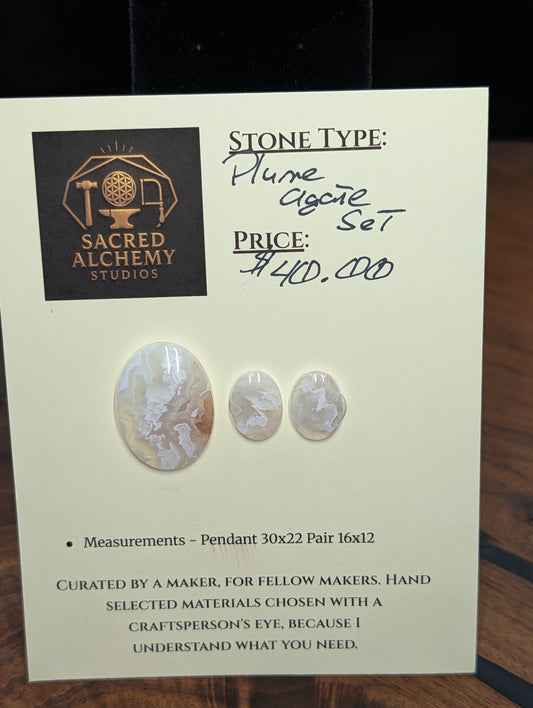 SACRED
ALCHEMY
STUDIOS
STONE TYPE:
Plume
agate
Set
PRICE:
$40.00
• Measurements - Pendant 30x22 Pair 16x12
CURATED BY A MAKER, FOR FELLOW MAKERS. HAND
SELECTED MATERIALS CHOSEN WITH A
CRAFTSPERSON'S EYE, BECAUSE I
UNDERSTAND WHAT YOU NEED.